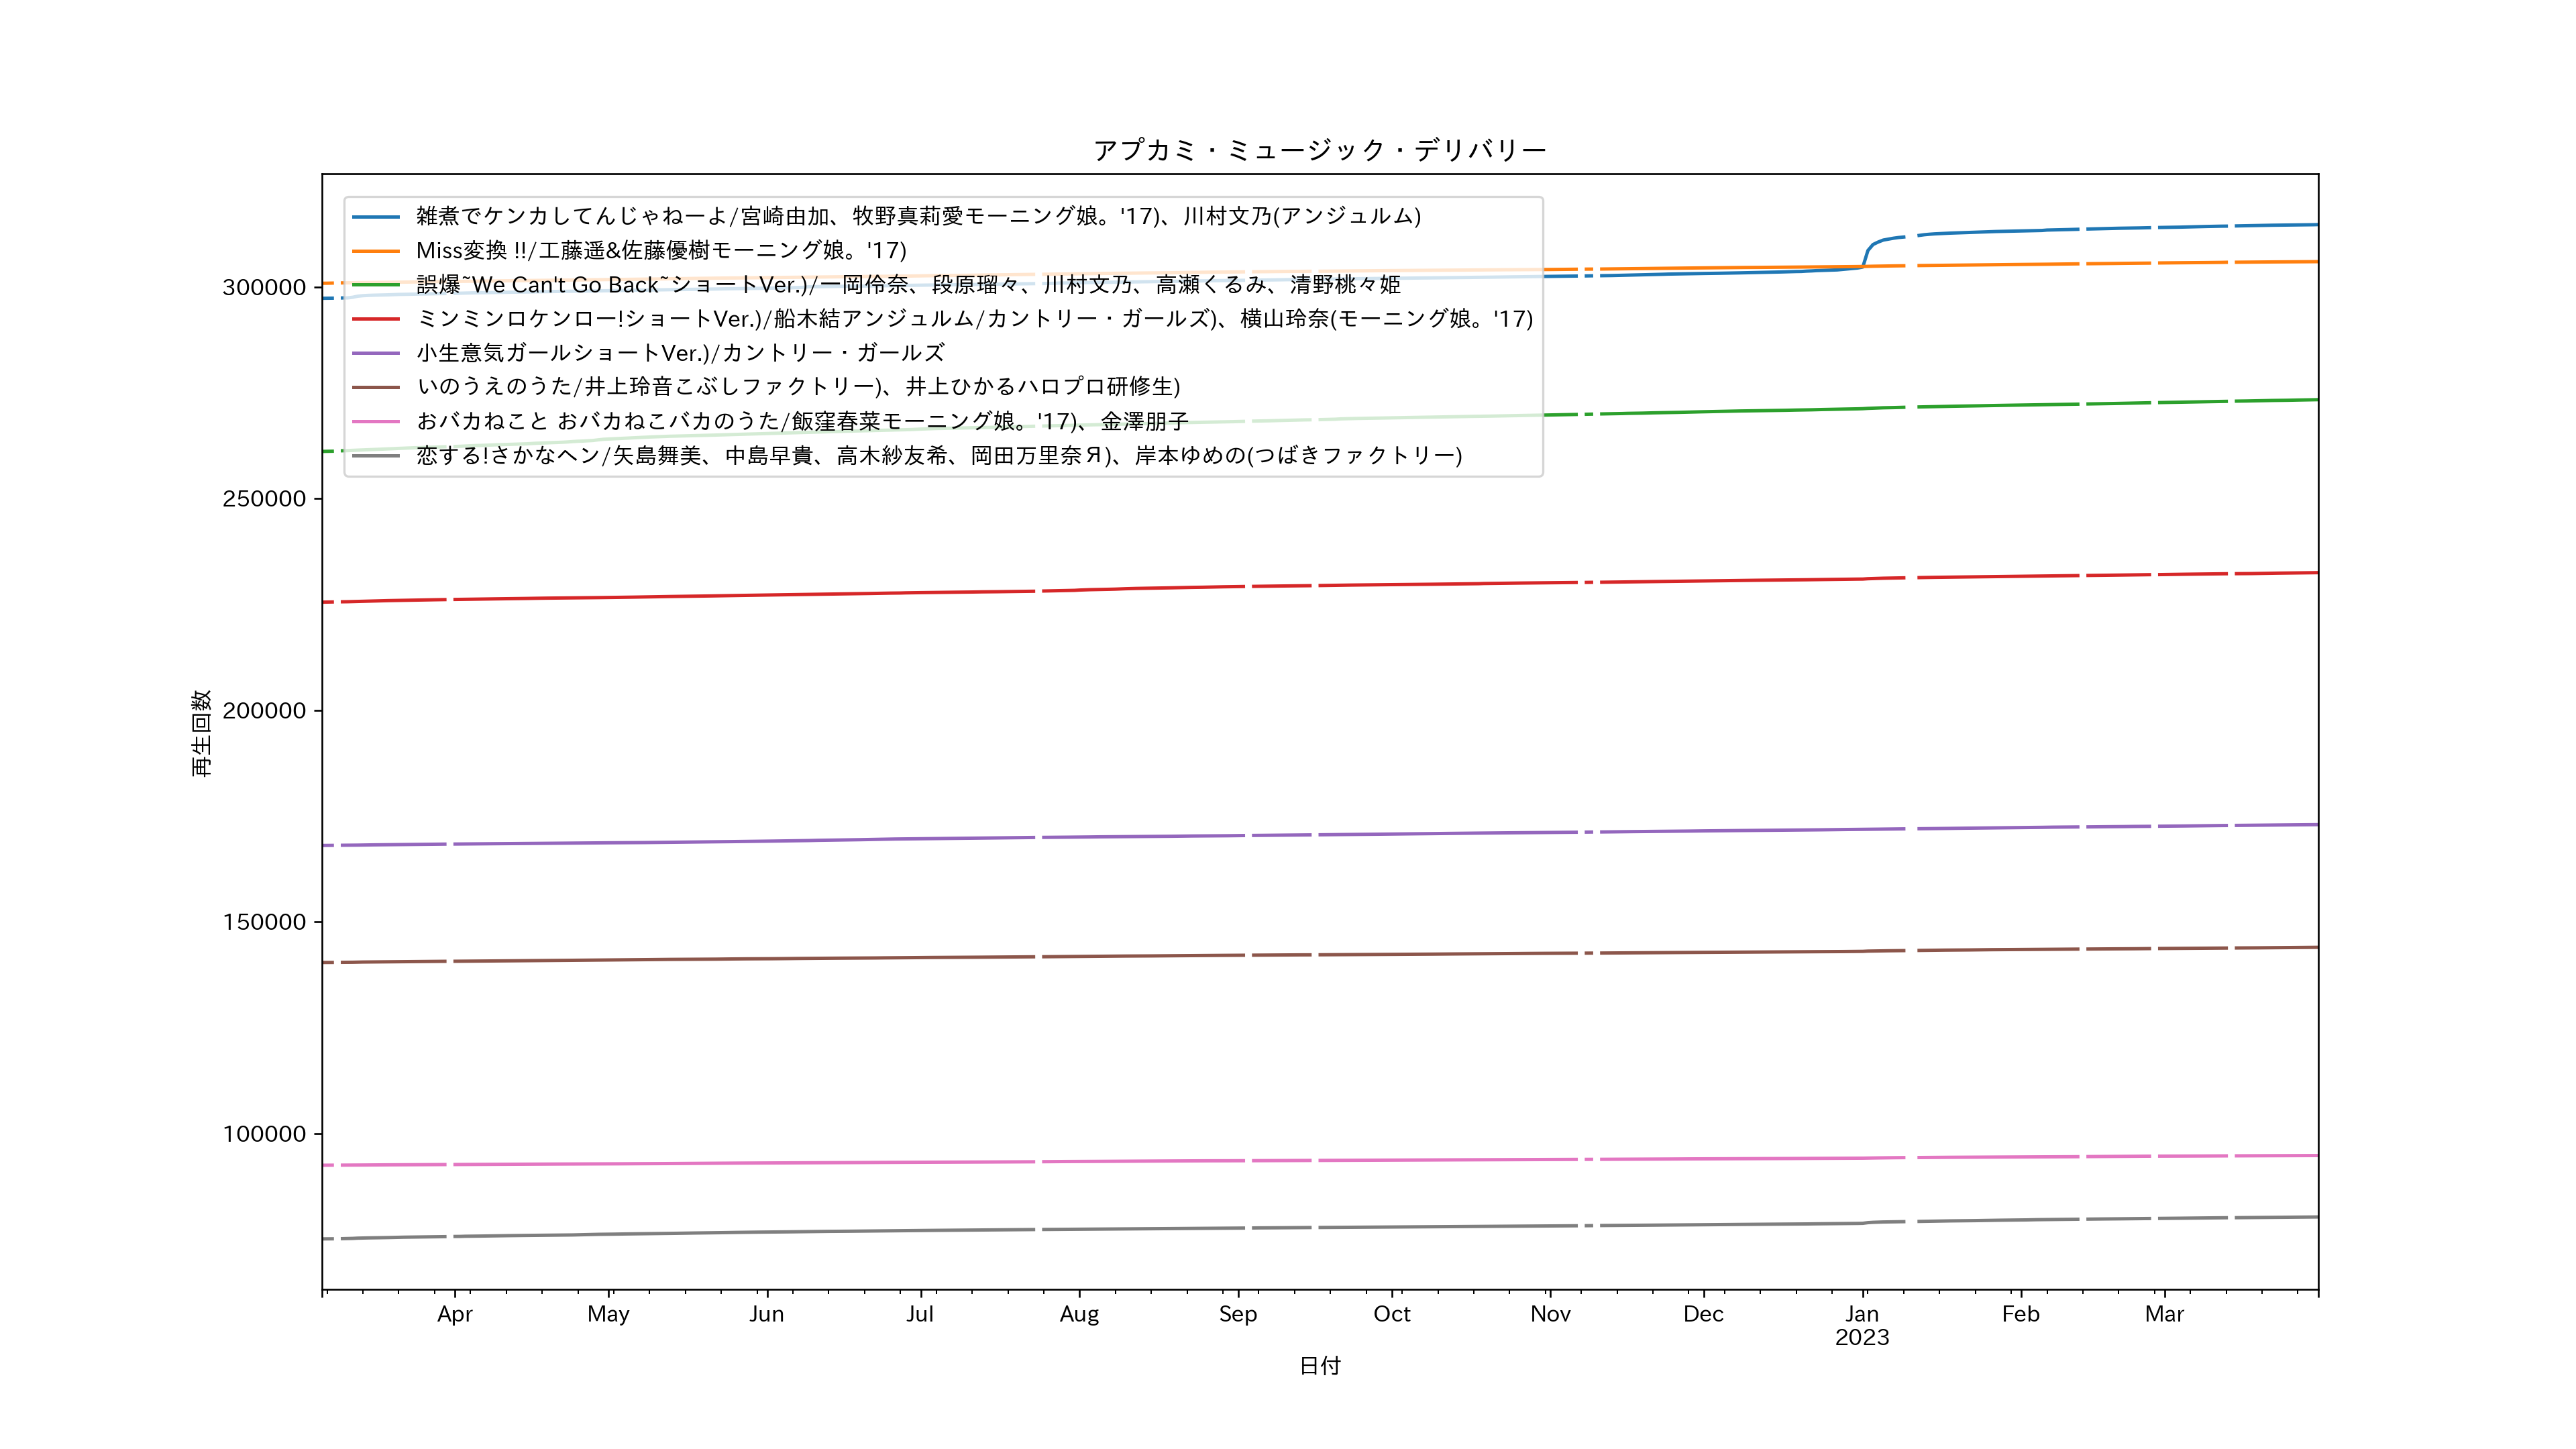 アプカミ・ミュージック・デリバリー
雑煮でケンカしてんじゃねーよ/宮崎由加、牧野真莉愛モーニング娘。'17)、川村文乃(アンジュルム)
Miss変換 !!/工藤遥&佐藤優樹モーニング娘。'17)
誤爆~We Can't Go Back~ショートVer.)/一岡伶奈、段原瑠々、川村文乃、高瀬くるみ、清野桃々姫
ミンミンロケンロー!ショートVer.)/船木結アンジュルム/カントリー・ガールズ)、横山玲奈(モーニング娘。'17)
小生意気ガールショートVer.)/カントリー・ガールズ
いのうえのうた/井上玲音こぶしファクトリー)、井上ひかるハロプロ研修生)
おバカねこと おバカねこバカのうた/飯窪春菜モーニング娘。'17)、金澤朋子
恋する!さかなヘン/矢島舞美、中島早貴、高木紗友希、岡田万里奈Я)、岸本ゆめの(つばきファクトリー)
300000
250000
200000
150000
100000
再生回数
Apr May Jun Jul Aug Sep Oct Nov Dec Jan Feb Mar
2023
日付